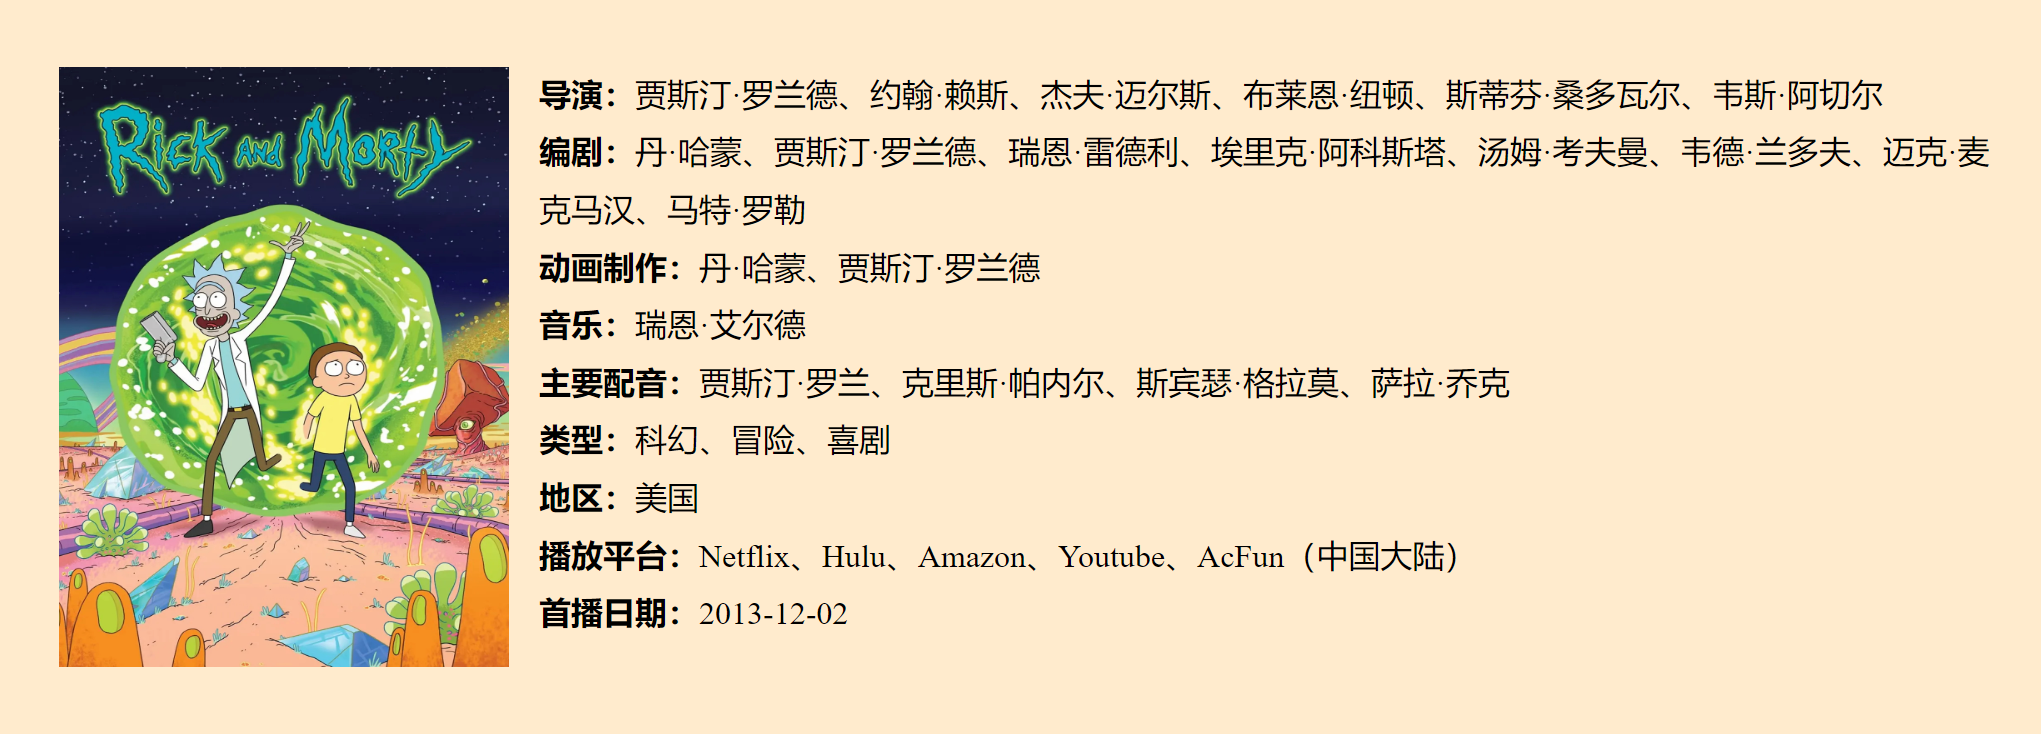 Rick and Morty
导演：贾斯汀·罗兰德、约翰·赖斯、杰夫·迈尔斯、布莱恩·纽顿、斯蒂芬·桑多瓦尔、韦斯·阿切尔
编剧：丹·哈蒙、贾斯汀·罗兰德、瑞恩·雷德利、埃里克·阿科斯塔、汤姆·考夫曼、韦德·兰多夫、迈克·麦
克马汉、马特·罗勒
动画制作：丹·哈蒙、贾斯汀·罗兰德
音乐：瑞恩·艾尔德
主要配音：贾斯汀·罗兰、克里斯·帕内尔、斯宾瑟·格拉莫、萨拉·乔克
类型：科幻、冒险、喜剧
地区：美国
播放平台：Netflix、Hulu、Amazon、Youtube、AcFun（中国大陆）
首播日期：2013-12-02